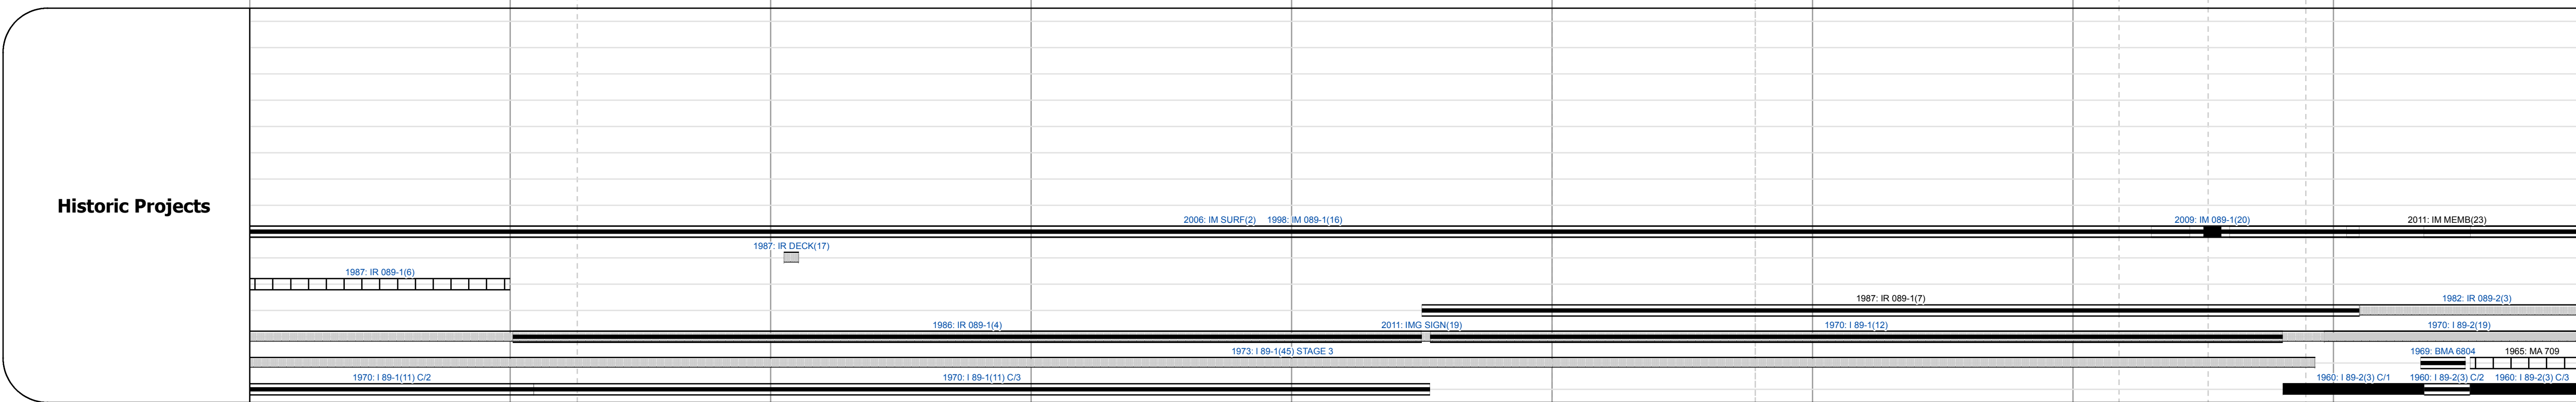 Historic Projects
2006: IM SURF(2) 1998: IM 089-1(16) 2009: IM 089-1(20) 2011: IM MEMB(23)
1987: IR DECK(17)
1987: IR 089-1(6)
1987: IR 089-1(7) 1982: IR 089-2(3)
1986: IR 089-1(4) 2011: IMG SIGN(19) 1970: I 89-1(12) 1970: I 89-2(19)
1973: I 89-1(45) STAGE 3 1969: BMA 6804 1965: MA 709
1970: I 89-1(11) C/2 1970: I 89-1(11) C/3 1960: I 89-2(3) C/1 1960: I 89-2(3) C/2 1960: I 89-2(3) C/3